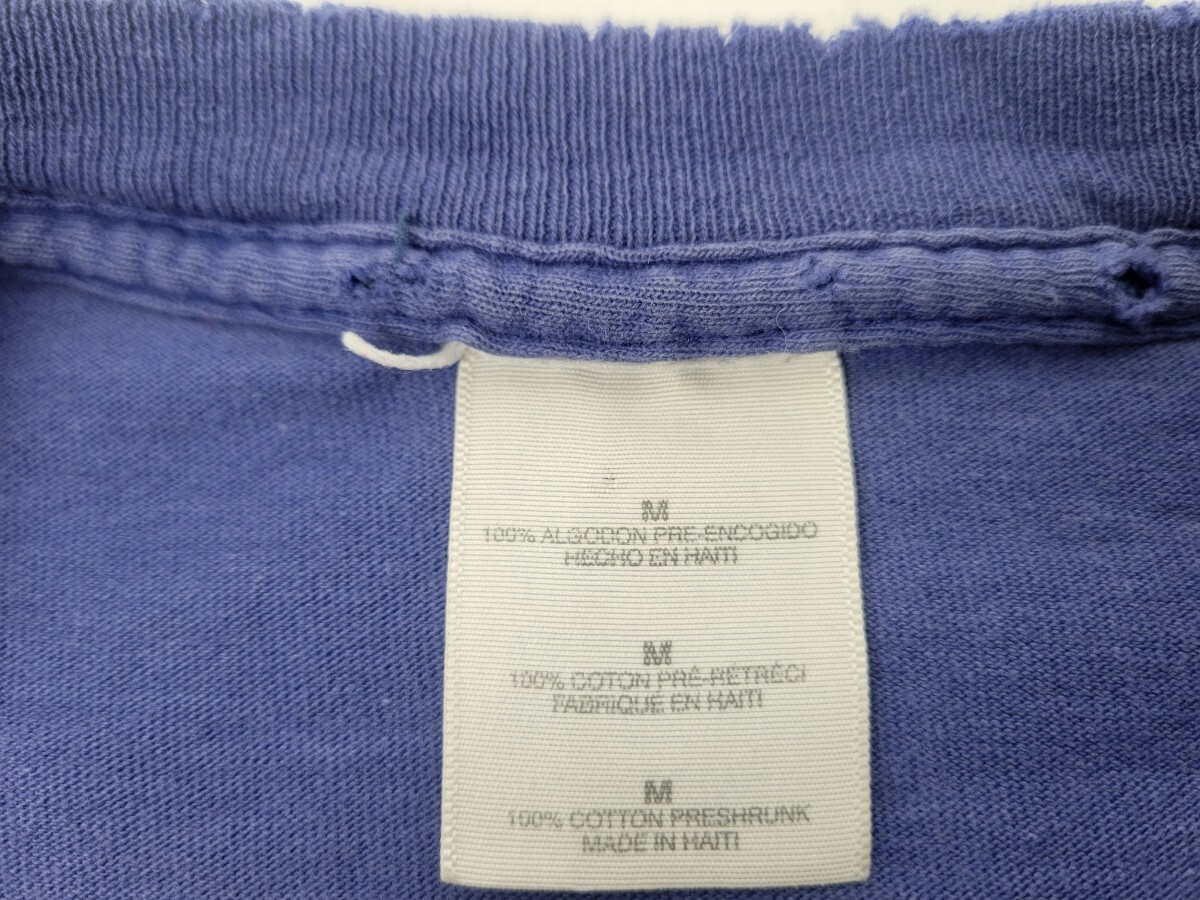 M
100% ALGODON PRE-ENCOGIDO
HECHO EN HAITI
M
100% COTON PRÉ-RÉTRÉCI
FABRIQUE EN HAITI
M
100% COTTON PRESHRUNK
MADE IN HAITI